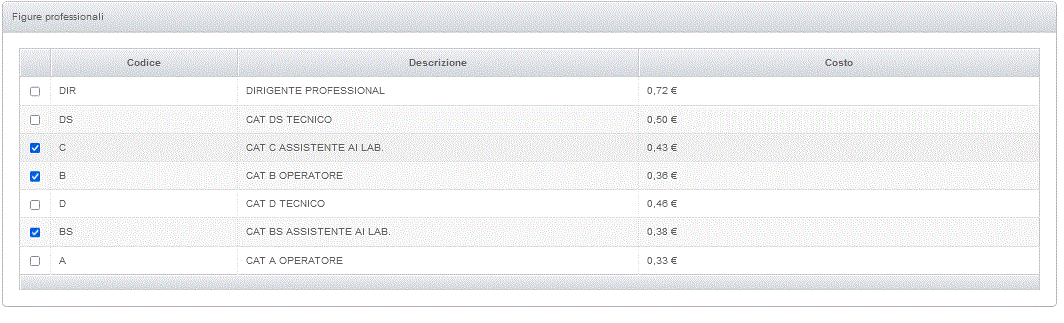 Figure professionali
Codice Descrizione Costo
DIR DIRIGENTE PROFESSIONAL 0,72 €
DS CAT DS TECNICO 0,50 €
C CAT C ASSISTENTE AI LAB. 0,43 €
B CAT B OPERATORE 0,36 €
D CAT D TECNICO 0,46 €
BS CAT BS ASSISTENTE AI LAB. 0,38 €
A CAT A OPERATORE 0,33 €